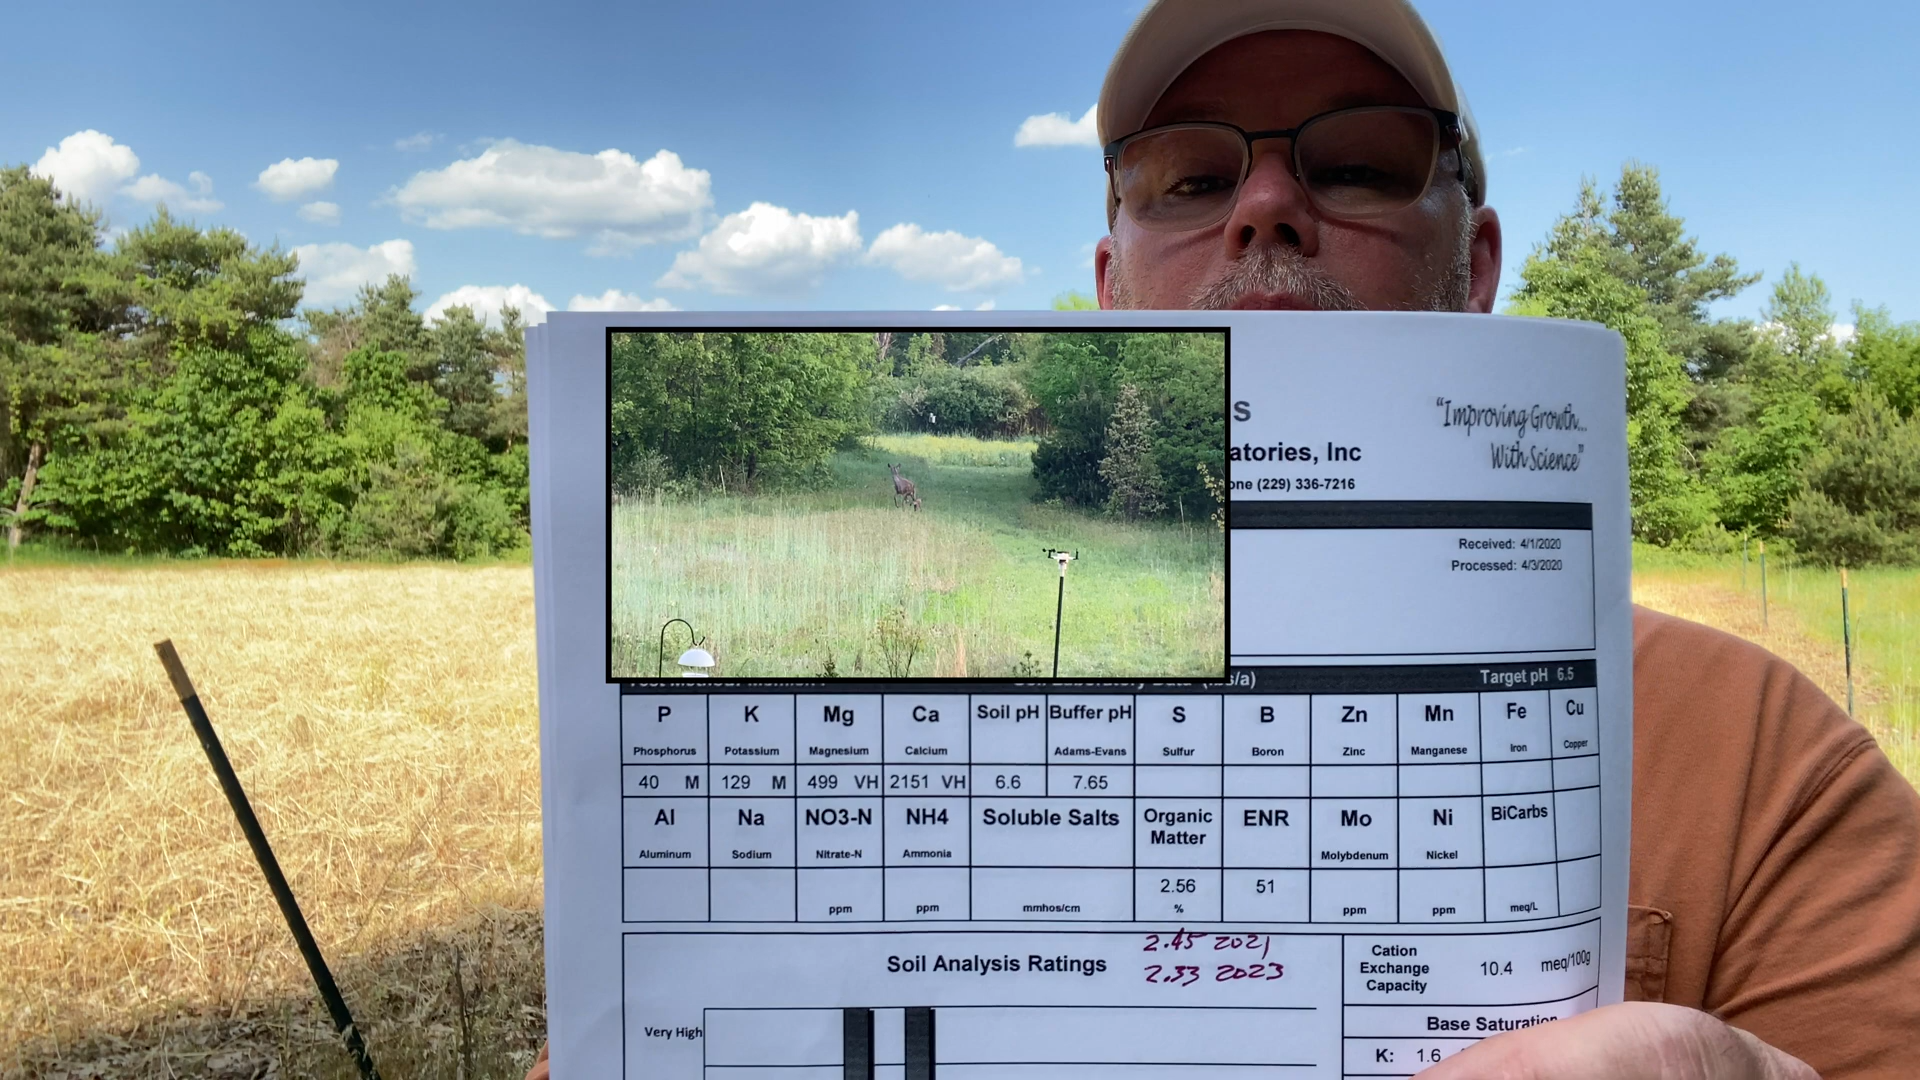 S
"Improving Growth...
With Science"
atories, Inc
one (229) 336-7216
Received: 4/1/2020
Processed: 4/3/2020
Target pH 6.5
P K Mg Ca Soil pH Buffer pH S B Zn Mn Fe Cu
Phosphorus Potassium Magnesium Calcium Adams-Evans Sulfur Boron Zinc Manganese Iron Copper
40 M 129 M 499 VH 2151 VH 6.6 7.65
Al Na NO3-N NH4 Soluble Salts Organic Matter ENR Mo Ni BiCarbs
Aluminum Sodium Nitrate-N Ammonia Molybdenum Nickel
2.56 51
ppm ppm mmhos/cm % ppm ppm meq/L
2.45 2021
2.33 2023
Soil Analysis Ratings
Cation
Exchange
Capacity
10.4 meq/100g
Very High
Base Saturation
K: 1.6